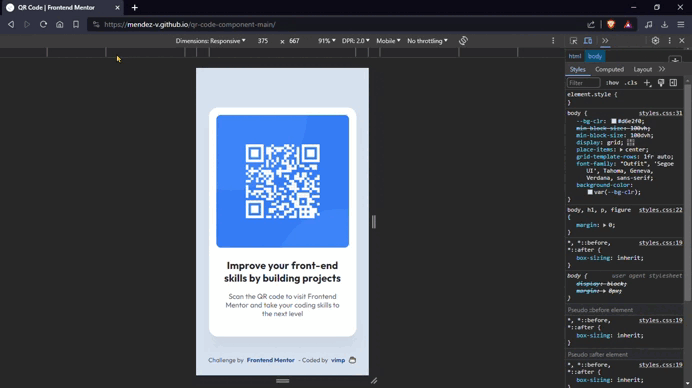 QR Code | Frontend Mentor
https://mendez-v.github.io/qr-code-component-main/
Dimensions: Responsive 375 × 667 91% DPR: 2.0 Mobile No throttling
html body
Styles Computed Layout
Filter :hov .cls
element.style {
}
body { styles.css:31
--bg-clr: #d6e2f0;
min-block-size: 100vh;
min-block-size: 100dvh;
display: grid;
place-items: center;
grid-template-rows: 1fr auto;
font-family: "Outfit", 'Segoe
UI', Tahoma, Geneva,
Verdana, sans-serif;
background-color:
var(--bg-clr);
}
body, h1, p, figure styles.css:22
{
margin: 0;
}
*, *::before, styles.css:19
*::after {
box-sizing: inherit;
}
body { user agent stylesheet
display: block;
margin: 8px;
}
Pseudo ::before element
*, *::before, styles.css:19
*::after {
box-sizing: inherit;
}
Pseudo ::after element
*, *::before, styles.css:19
*::after {
box-sizing: inherit;
Improve your front-end
skills by building projects
Scan the QR code to visit Frontend
Mentor and take your coding skills to
the next level
Challenge by Frontend Mentor - Coded by vimp